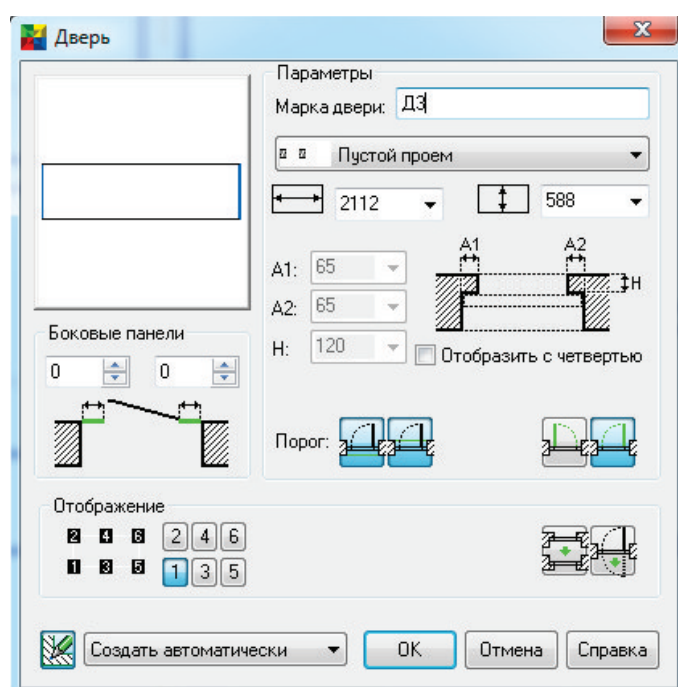 Дверь
Параметры
Марка двери: Д3
Пустой проем
2112 588
A1 A2
A1: 65
H
A2: 65
H: 120
Отобразить с четвертью
Боковые панели
0 0
Порог:
Отображение
2 4 6 2 4 6
1 3 5 1 3 5
Создать автоматически OK Отмена Справка